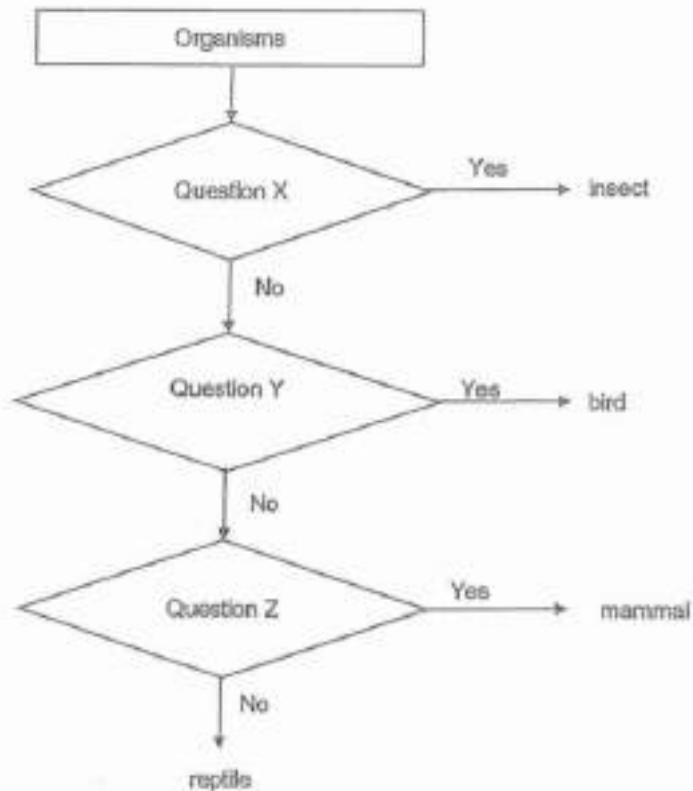 Organisms
Question X
Yes
insect
No
Question Y
Yes
bird
No
Question Z
Yes
mammal
No
reptile